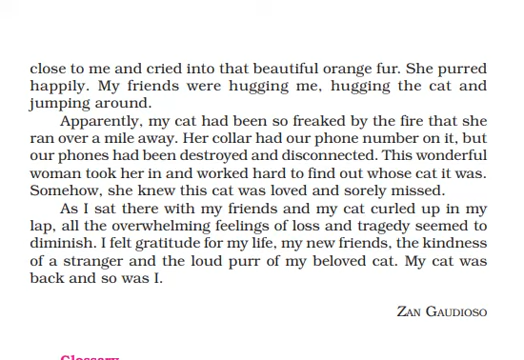 close to me and cried into that beautiful orange fur. She purred
happily. My friends were hugging me, hugging the cat and
jumping around.
Apparently, my cat had been so freaked by the fire that she
ran over a mile away. Her collar had our phone number on it, but
our phones had been destroyed and disconnected. This wonderful
woman took her in and worked hard to find out whose cat it was.
Somehow, she knew this cat was loved and sorely missed.
As I sat there with my friends and my cat curled up in my
lap, all the overwhelming feelings of loss and tragedy seemed to
diminish. I felt gratitude for my life, my new friends, the kindness
of a stranger and the loud purr of my beloved cat. My cat was
back and so was I.
ZAN GAUDIOSO
Glossary